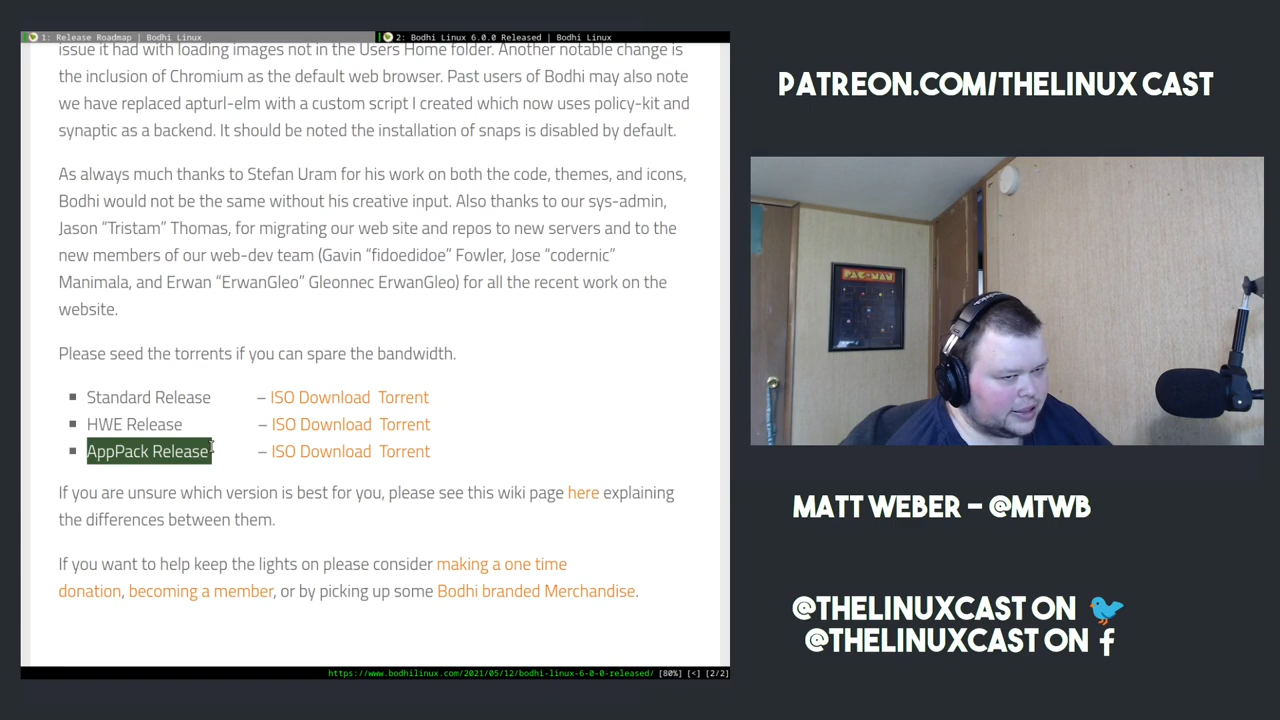 1: Release Roadmap | Bodhi Linux
2: Bodhi Linux 6.0.0 Released | Bodhi Linux
issue it had with loading images not in the Users Home folder. Another notable change is
the inclusion of Chromium as the default web browser. Past users of Bodhi may also note
we have replaced apturl-elm with a custom script I created which now uses policy-kit and
synaptic as a backend. It should be noted the installation of snaps is disabled by default.
As always much thanks to Stefan Uram for his work on both the code, themes, and icons,
Bodhi would not be the same without his creative input. Also thanks to our sys-admin,
Jason “Tristam” Thomas, for migrating our web site and repos to new servers and to the
new members of our web-dev team (Gavin “fidoedidoe” Fowler, Jose “codernic”
Manimala, and Erwan “ErwanGleo” Gleonnec ErwanGleo) for all the recent work on the
website.
Please seed the torrents if you can spare the bandwidth.
Standard Release – ISO Download Torrent
HWE Release – ISO Download Torrent
AppPack Release – ISO Download Torrent
If you are unsure which version is best for you, please see this wiki page here explaining
the differences between them.
If you want to help keep the lights on please consider making a one time
donation, becoming a member, or by picking up some Bodhi branded Merchandise.
https://www.bodhilinux.com/2021/05/12/bodhi-linux-6-0-0-released/ [80%] [<] [2/2]
PATREON.COM/THELINUX CAST
PAC-MAN
MATT WEBER - @MTWB
@THELINUXCAST ON
@THELINUXCAST ON f